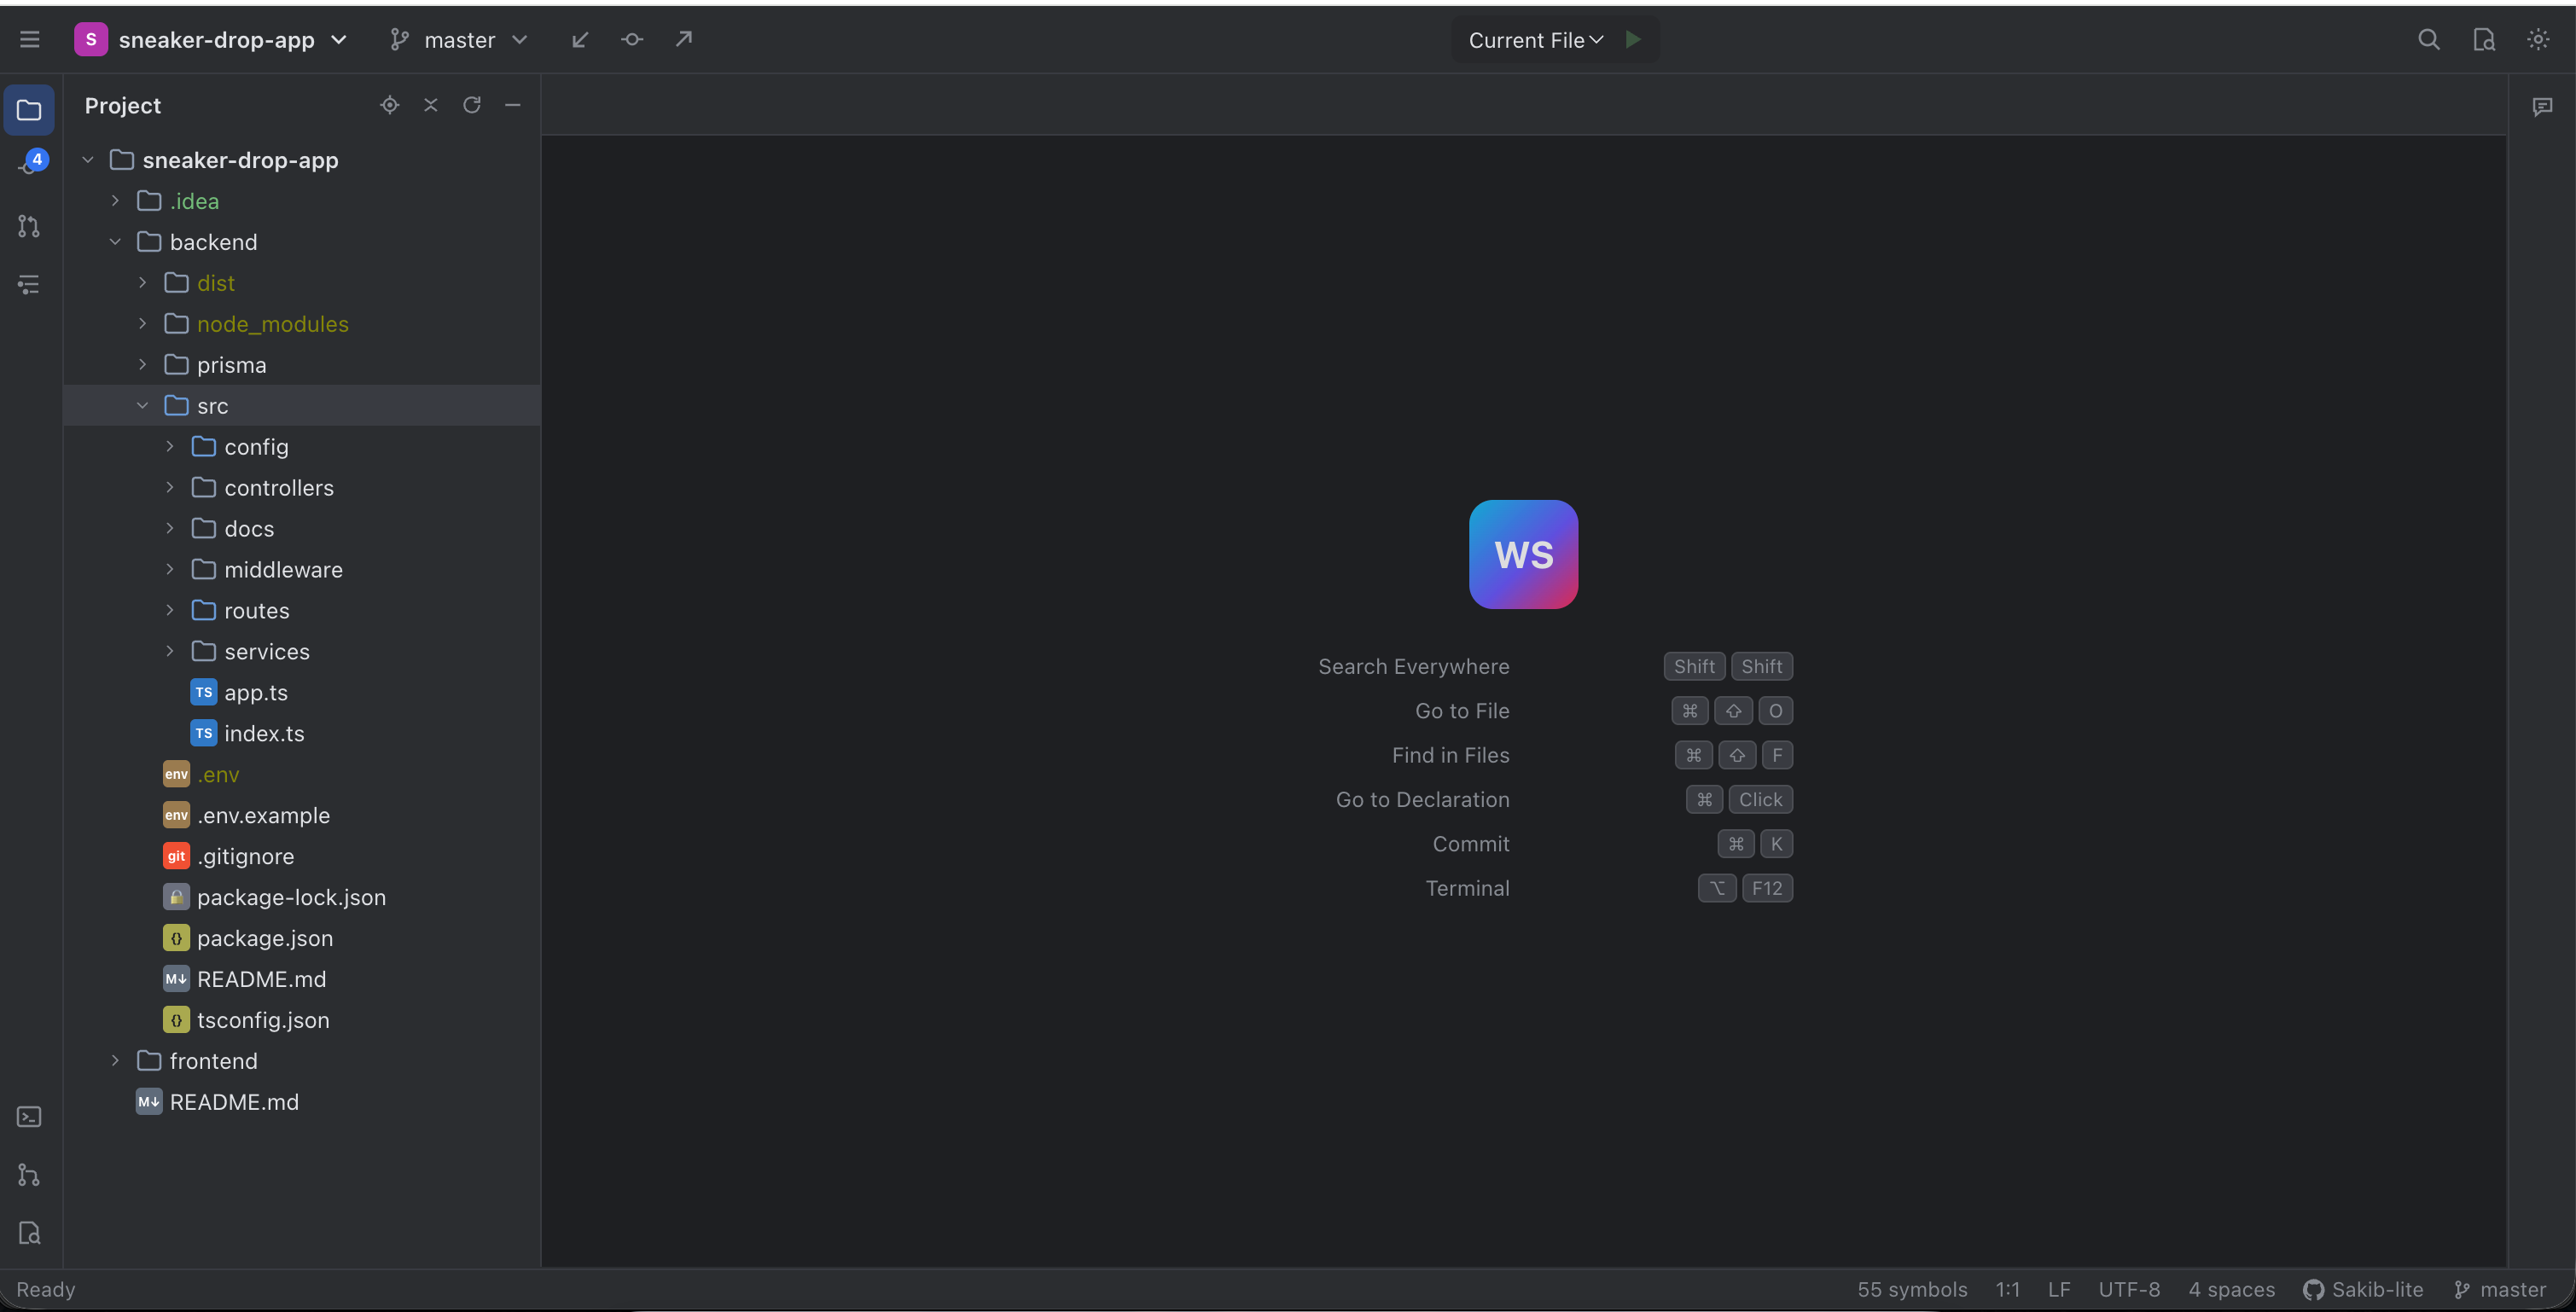 S sneaker-drop-app master Current File
Project
4
sneaker-drop-app
.idea
backend
dist
node_modules
prisma
src
config
controllers
docs
middleware
routes
services
TS app.ts
TS index.ts
env .env
env .env.example
git .gitignore
package-lock.json
{} package.json
M↓ README.md
{} tsconfig.json
frontend
M↓ README.md
WS
Search Everywhere Shift Shift
Go to File ⌘ ⇧ O
Find in Files ⌘ ⇧ F
Go to Declaration ⌘ Click
Commit ⌘ K
Terminal ⌥ F12
Ready 55 symbols 1:1 LF UTF-8 4 spaces Sakib-lite master